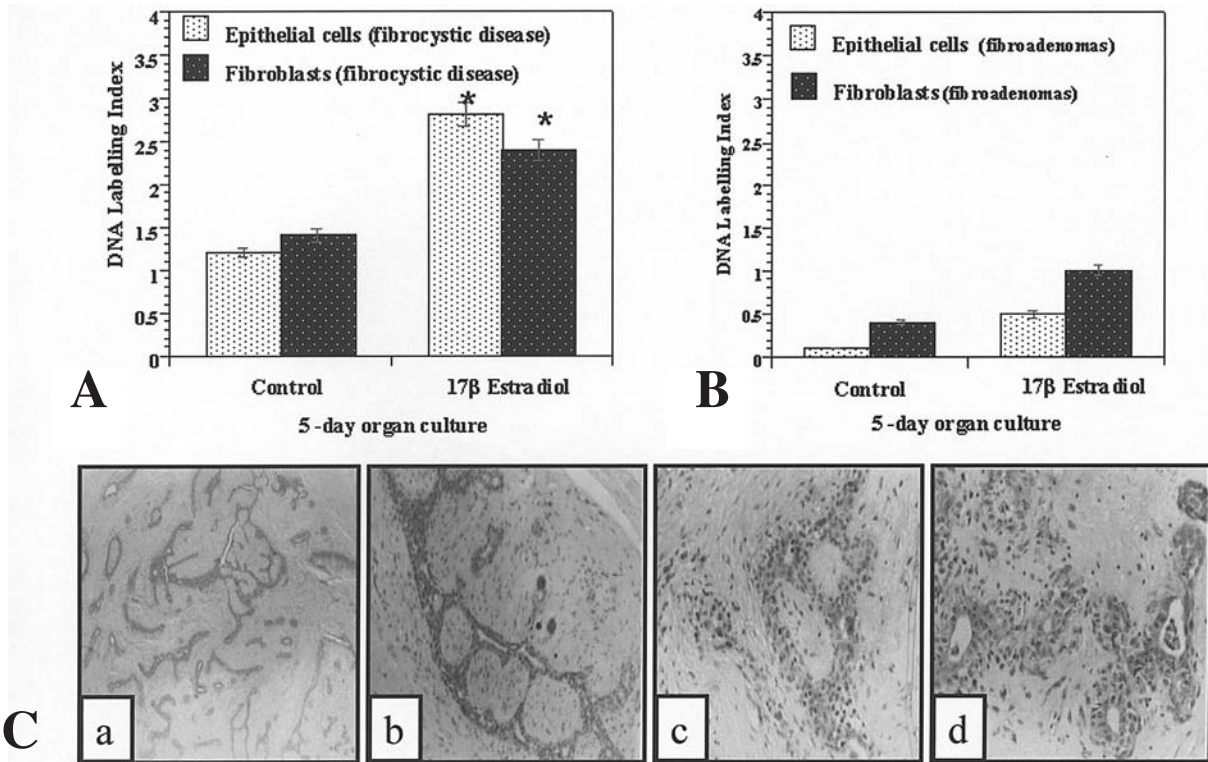 4
3.5
3
2.5
2
1.5
1
0.5
0
DNA Labelling Index
Epithelial cells (fibrocystic disease)
Fibroblasts (fibrocystic disease)
*
*
Control
17β Estradiol
5 -day organ culture
A
4
3.5
3
2.5
2
1.5
1
0.5
0
DNA Labelling Index
Epithelial cells (fibroadenomas)
Fibroblasts (fibroadenomas)
Control
17β Estradiol
5 -day organ culture
B
C
a
b
c
d